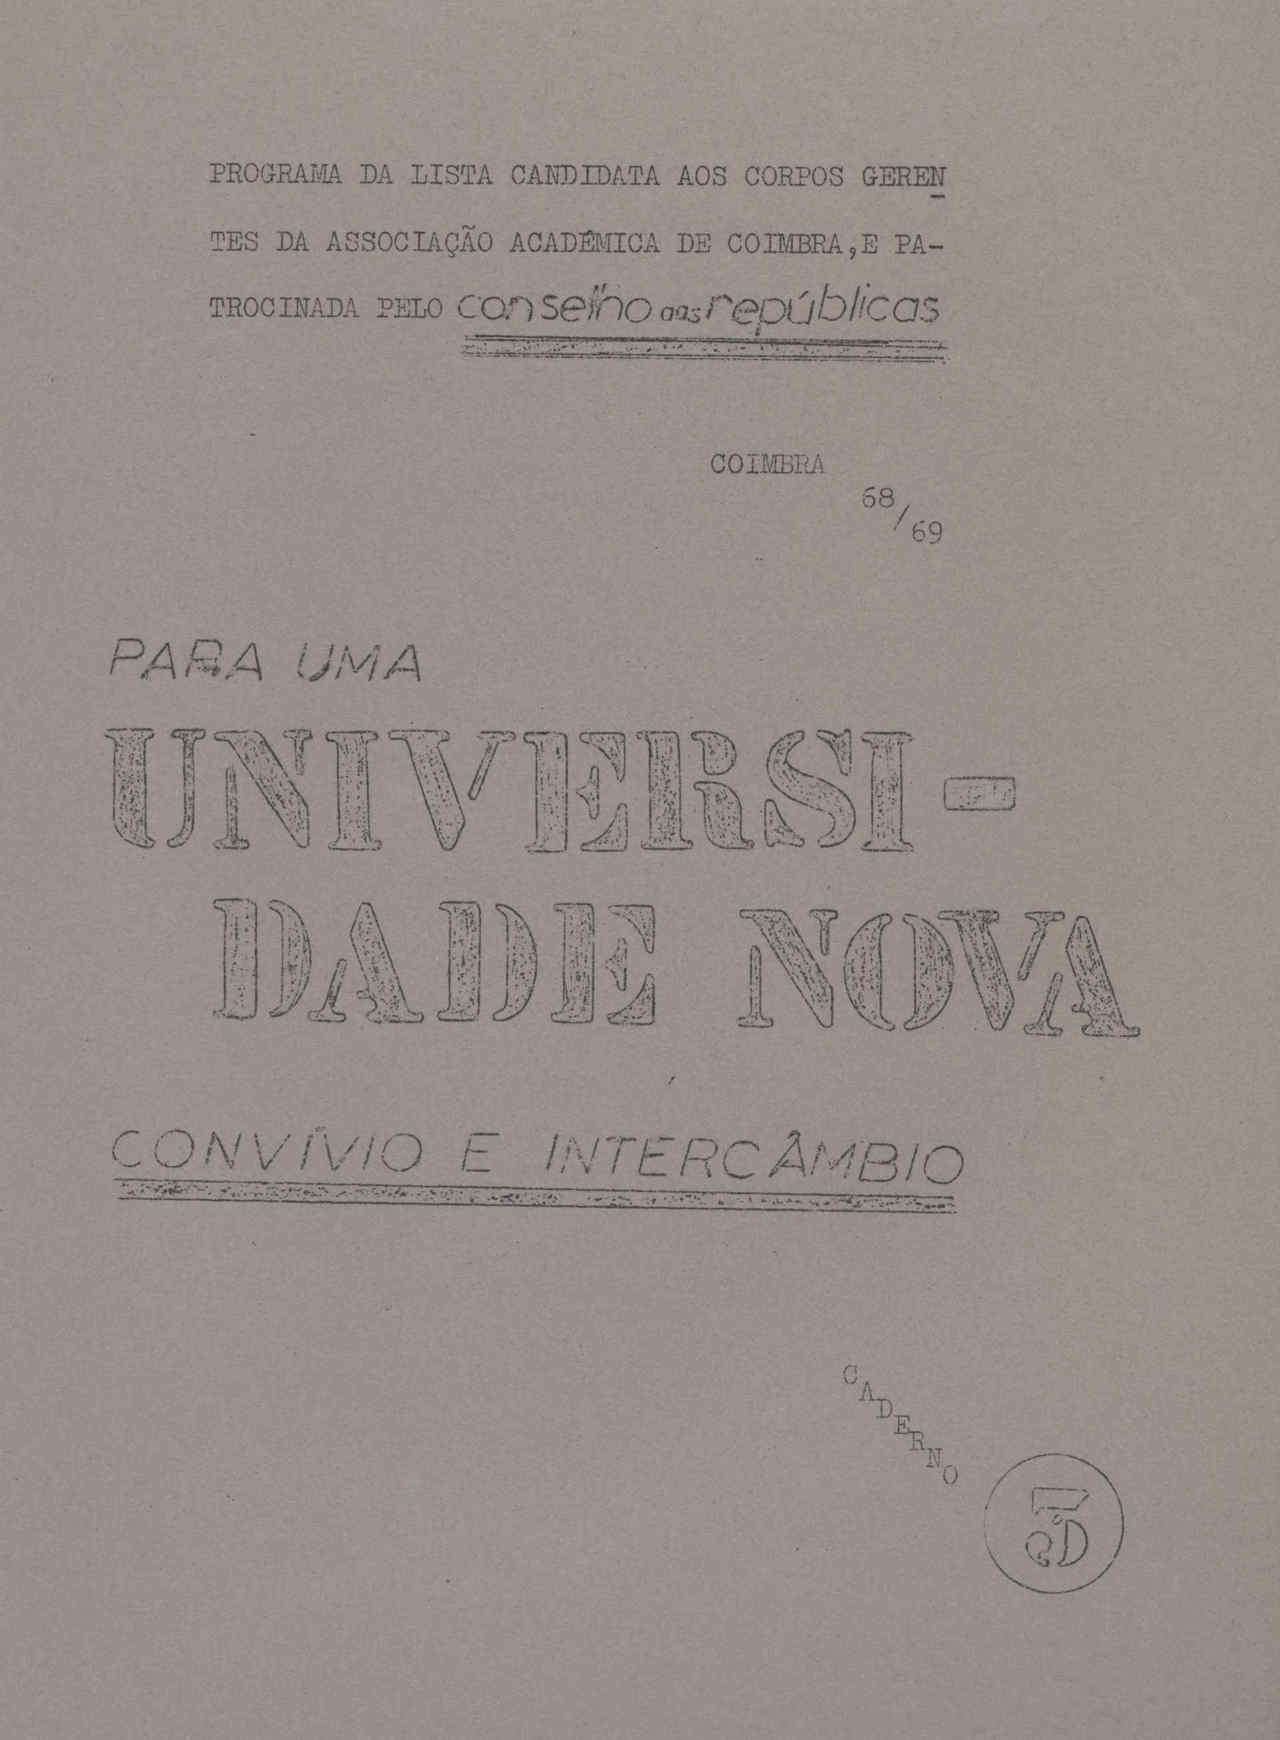 PROGRAMA DA LISTA CANDIDATA AOS CORPOS GEREN
TES DA ASSOCIAÇÃO ACADÉMICA DE COIMBRA,E PA-
TROCINADA PELO conselho das repúblicas
COIMBRA
68/69
PARA UMA
UNIVERSI-
DADE NOVA
CONVÍVIO E INTERCÂMBIO
CADERNO
3